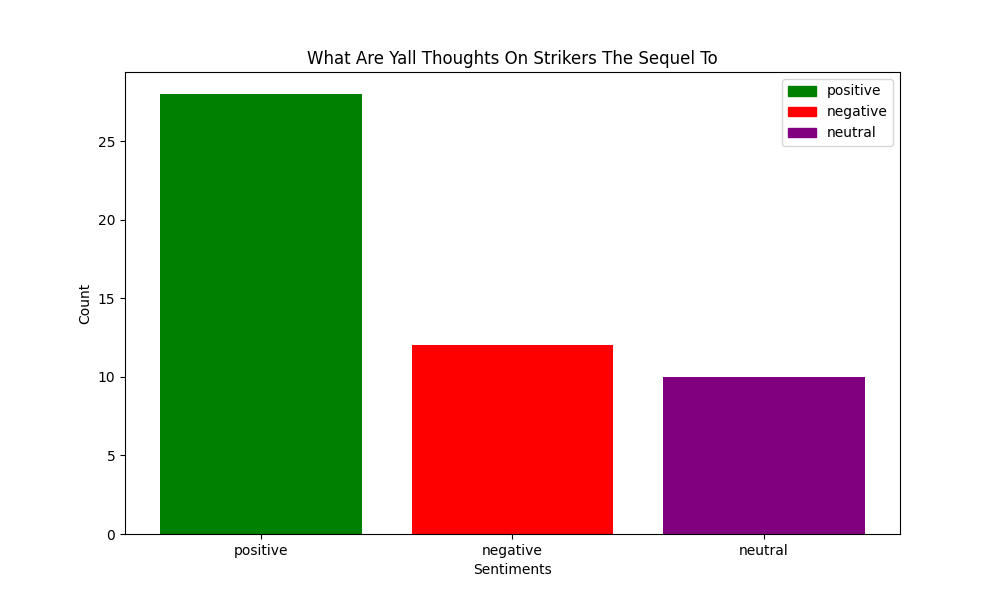 What Are Yall Thoughts On Strikers The Sequel To
positive
negative
neutral
Count
25
20
15
10
5
0
positive negative neutral
Sentiments